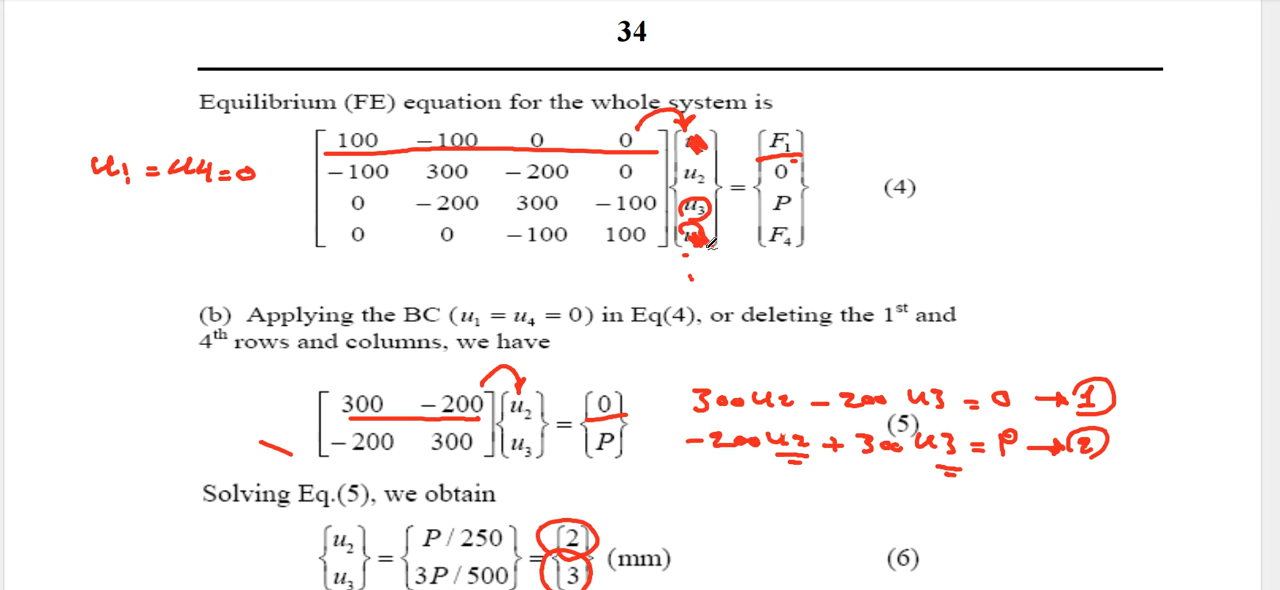 34
Equilibrium (FE) equation for the whole system is
u₁ = u4 = 0
100 −100 0 0 F₁
−100 300 −200 0 u₂ 0
0 −200 300 −100 u₃ = P (4)
0 0 −100 100 F₄
(b) Applying the BC (u₁ = u₄ = 0) in Eq(4), or deleting the 1st and
4th rows and columns, we have
300 −200 u₂ 0 300 u2 − 200 u3 = 0 → 1
= (5)
−200 300 u₃ P −200 u2 + 300 u3 = P → 2
Solving Eq.(5), we obtain
u₂ P / 250 2
= = (mm) (6)
u₃ 3P / 500 3